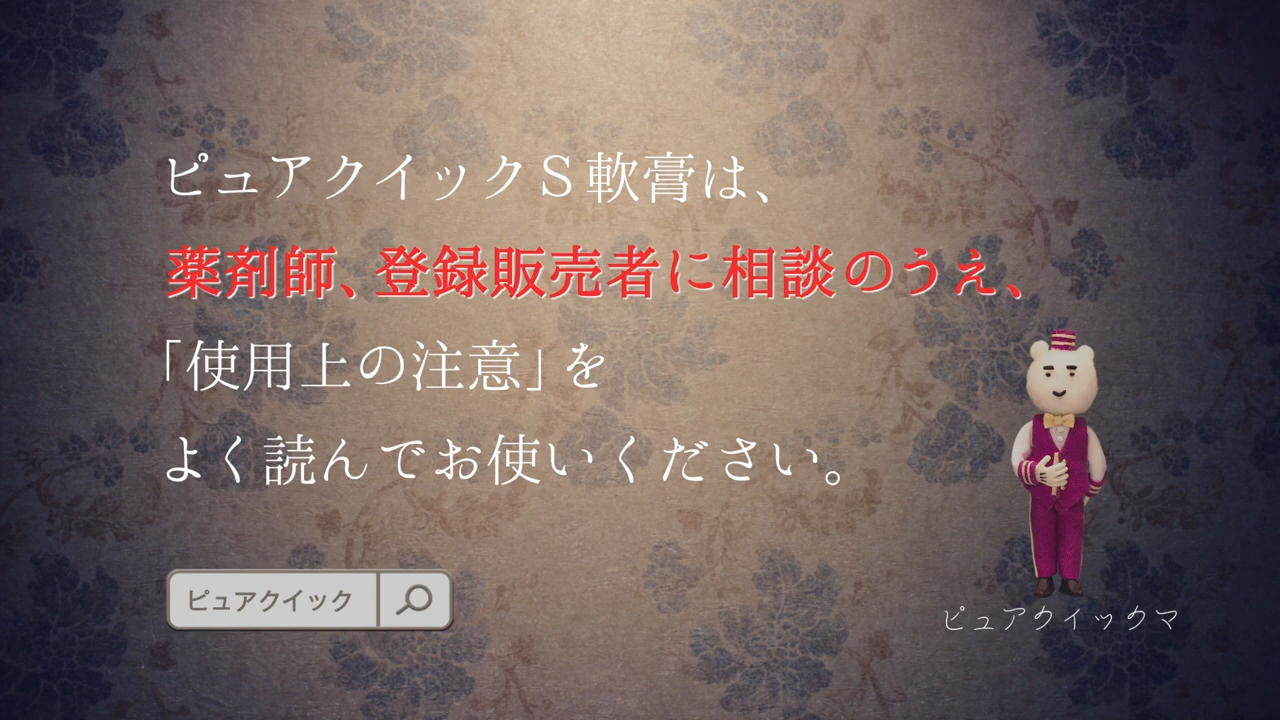 ピュアクイックＳ軟膏は、
薬剤師、登録販売者に相談のうえ、
「使用上の注意」を
よく読んでお使いください。
ピュアクイック
ピュアクイックマ